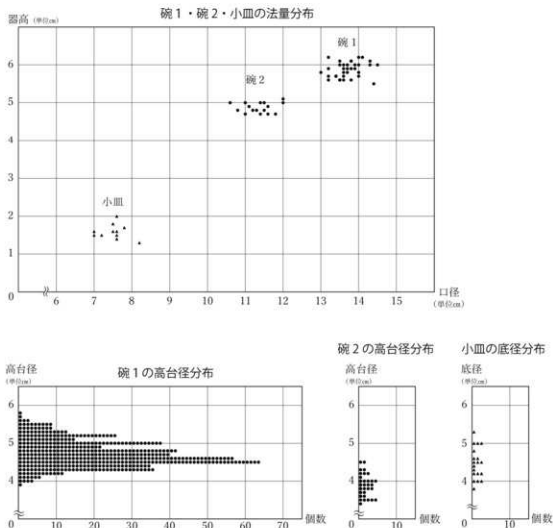 碗1・碗2・小皿の法量分布
器高(単位㎝)
6
5
4
3
2
1
0
碗1
碗2
小皿
6 7 8 9 10 11 12 13 14 15
口径
(単位㎝)
碗1の高台径分布
高台径
(単位㎝)
6
5
4
0 10 20 30 40 50 60 70 個数
碗2の高台径分布
高台径
(単位㎝)
6
5
4
0 10 個数
小皿の底径分布
底径
(単位㎝)
6
5
4
0 10 個数